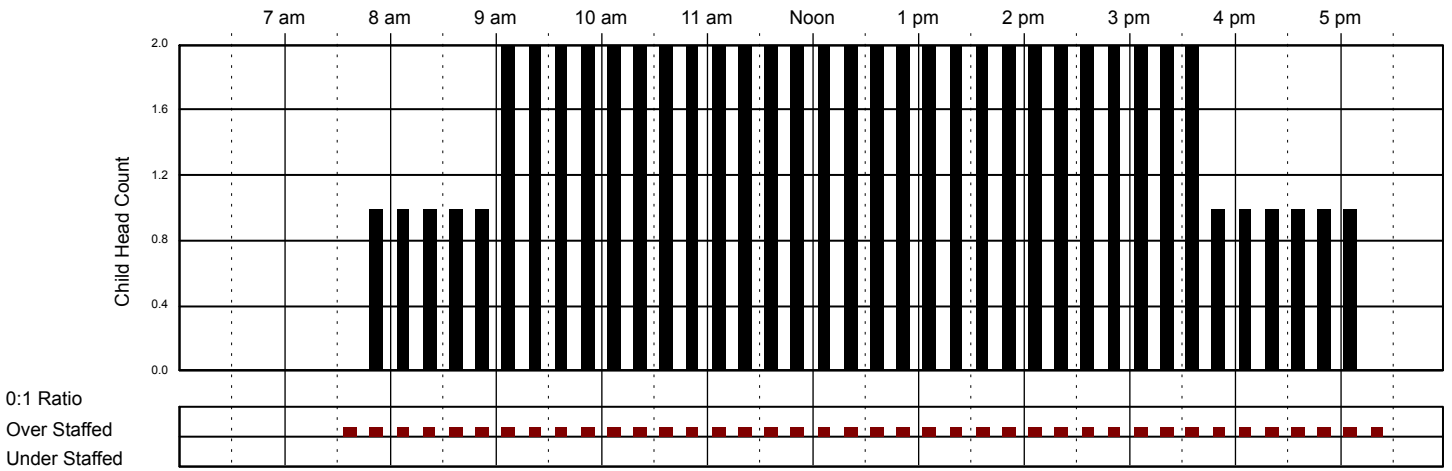 7 am 8 am 9 am 10 am 11 am Noon 1 pm 2 pm 3 pm 4 pm 5 pm
2.0
1.6
1.2
0.8
0.4
0.0
Child Head Count
0:1 Ratio
Over Staffed
Under Staffed